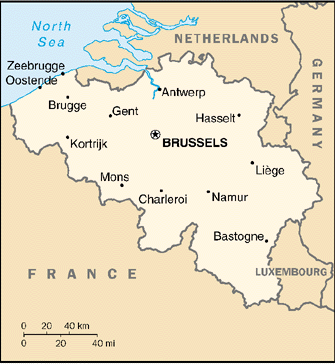 North
Sea
NETHERLANDS
Zeebrugge
Oostende
Antwerp
Brugge
Gent
Hasselt
GERMANY
Kortrijk
BRUSSELS
Liège
Mons
Charleroi
Namur
Bastogne
FRANCE
LUXEMBOURG
0 20 40 km
0 20 40 mi